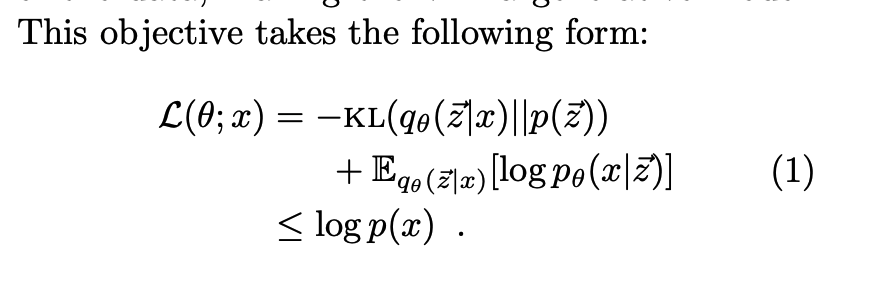 This objective takes the following form:
ℒ(θ; x) = −KL(q_θ(z⃗|x)||p(z⃗))
+ 𝔼_{q_θ(z⃗|x)}[log p_θ(x|z⃗)] (1)
≤ log p(x) .